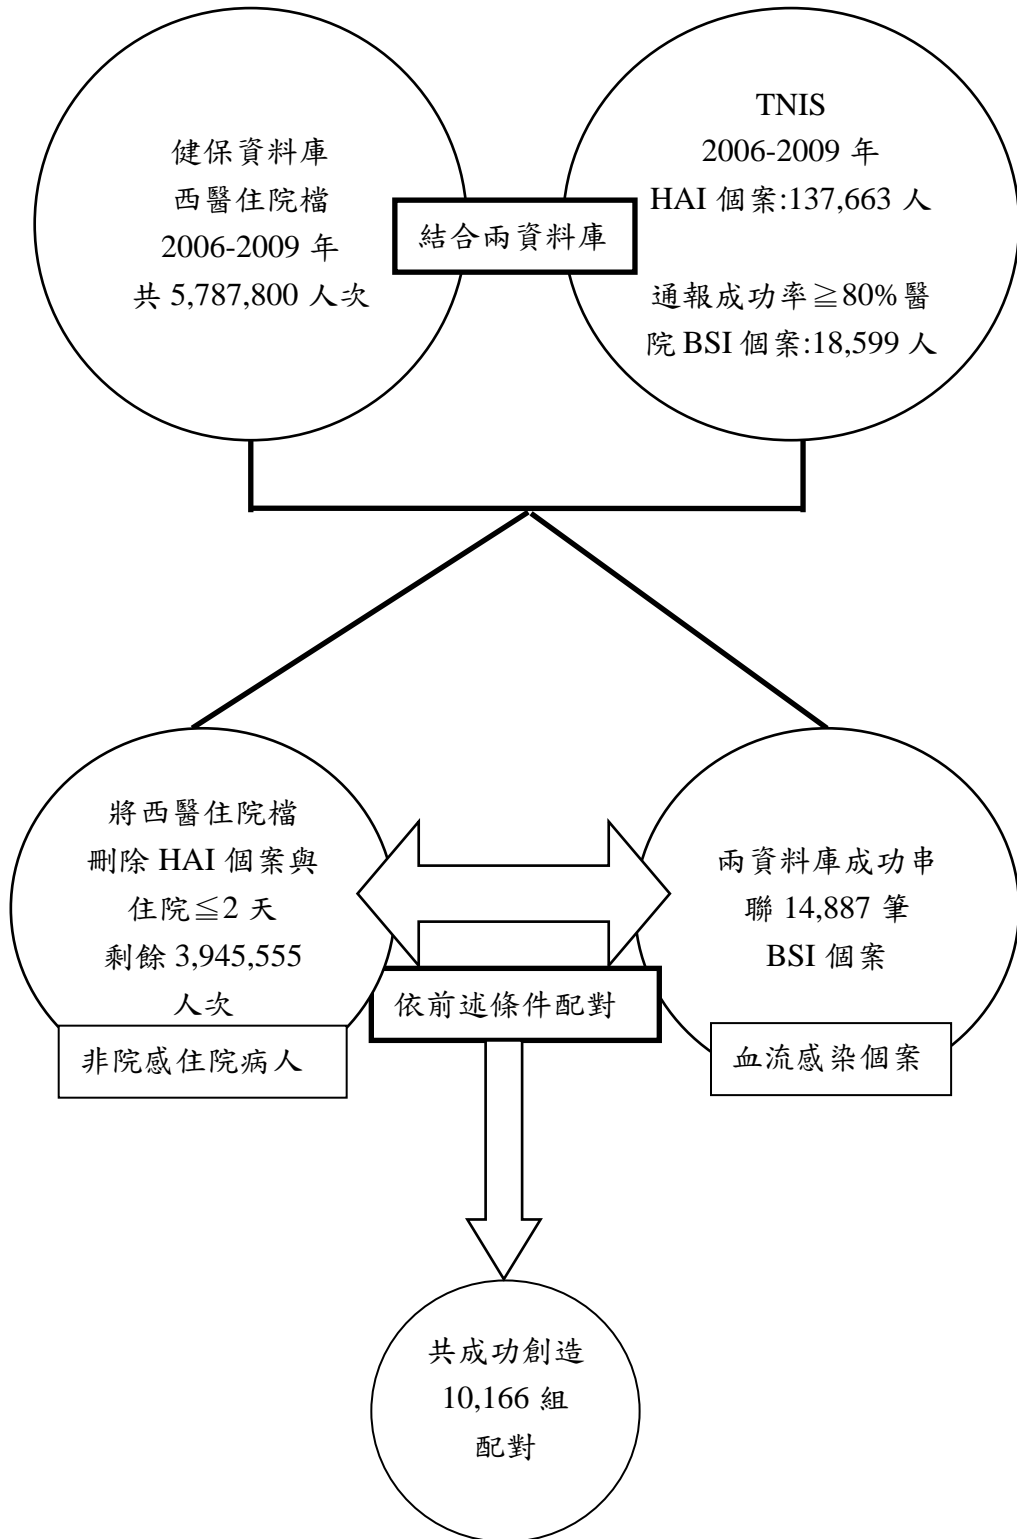 健保資料庫
西醫住院檔
2006-2009 年
共 5,787,800 人次
結合兩資料庫
TNIS
2006-2009 年
HAI 個案:137,663 人
通報成功率≧80%醫
院 BSI 個案:18,599 人
將西醫住院檔
刪除 HAI 個案與
住院≦2 天
剩餘 3,945,555
人次
非院感住院病人
依前述條件配對
兩資料庫成功串
聯 14,887 筆
BSI 個案
血流感染個案
共成功創造
10,166 組
配對